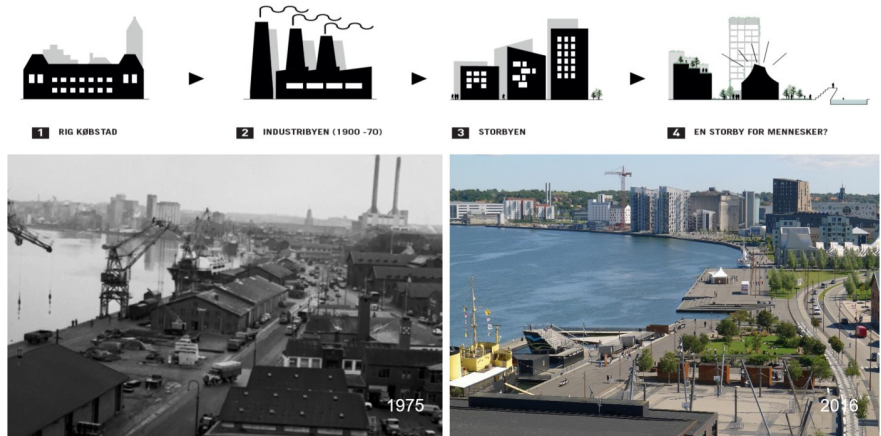 1 RIG KØBSTAD
2 INDUSTRIBYEN (1900 -70)
3 STORBYEN
4 EN STORBY FOR MENNESKER?
1975
2016